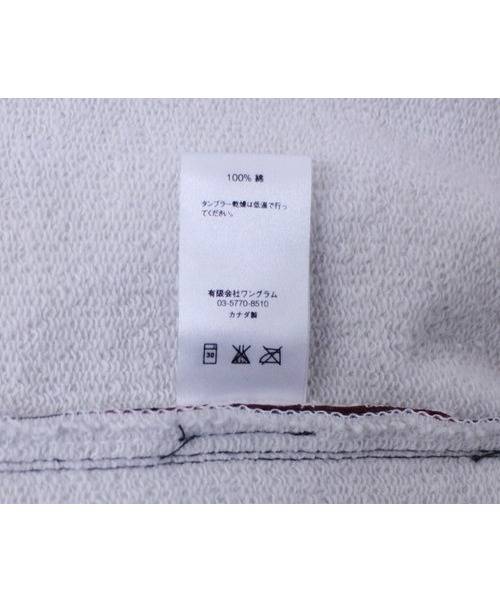 100% 綿
タンブラー乾燥は低温で行っ
てください。
有限会社ワングラム
03-5770-8510
カナダ製
30